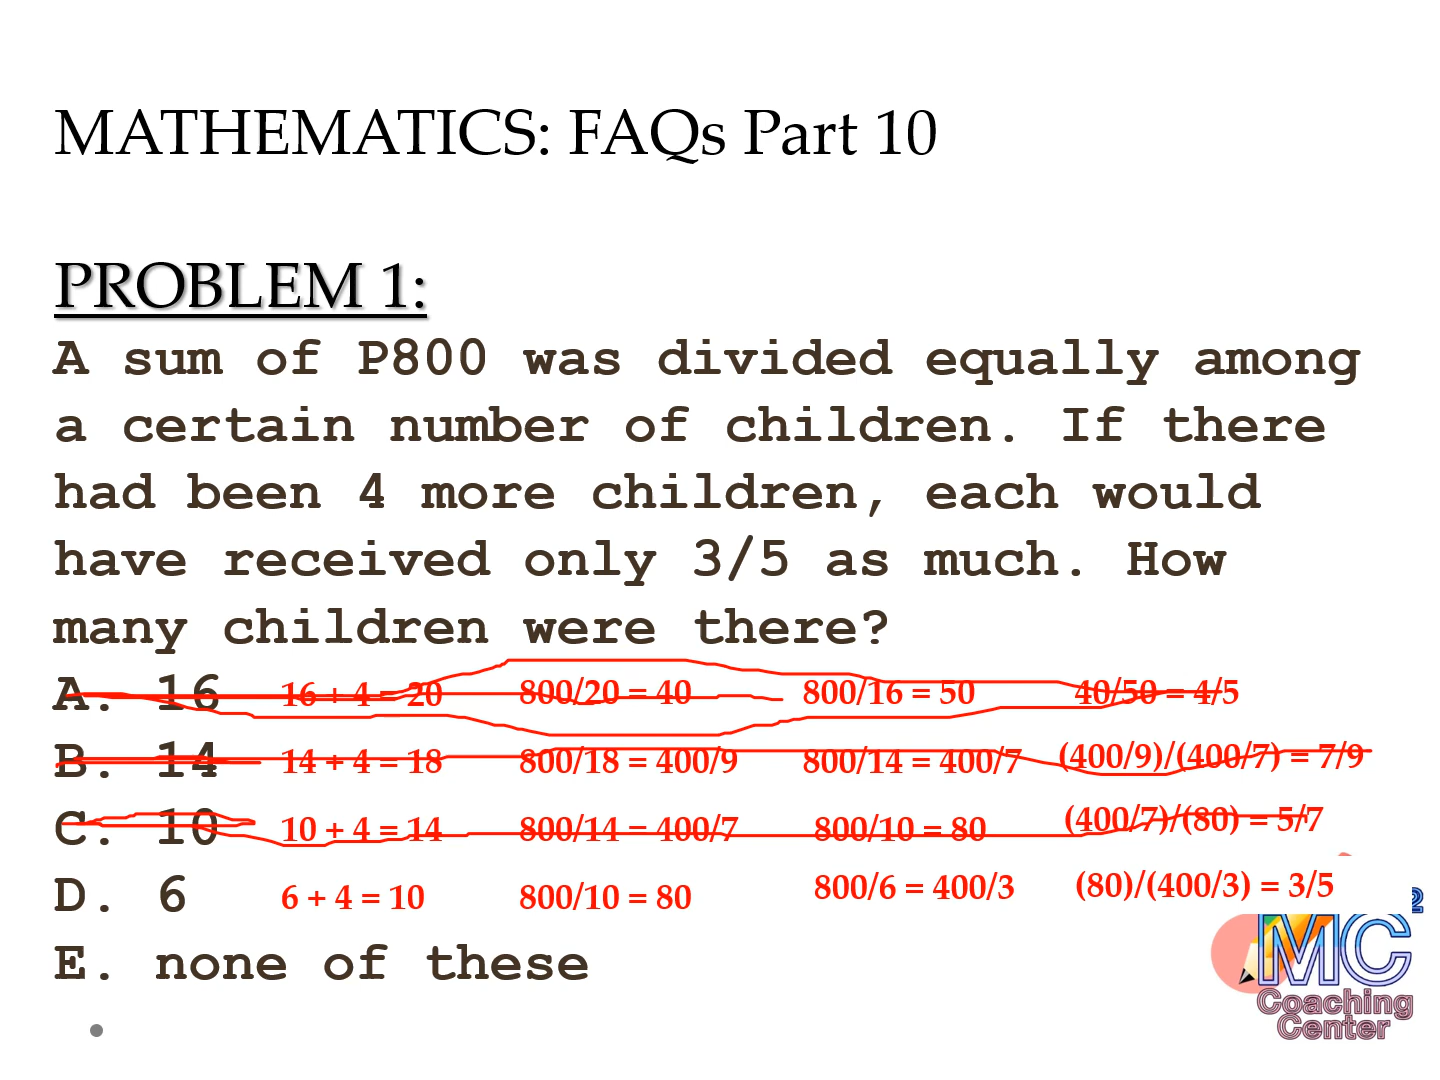 MATHEMATICS: FAQs Part 10
PROBLEM 1:
A sum of P800 was divided equally among
a certain number of children. If there
had been 4 more children, each would
have received only 3/5 as much. How
many children were there?
A. 16 16 + 4 = 20 800/20 = 40 800/16 = 50 40/50 = 4/5
B. 14 14 + 4 = 18 800/18 = 400/9 800/14 = 400/7 (400/9)/(400/7) = 7/9
C. 10 10 + 4 = 14 800/14 = 400/7 800/10 = 80 (400/7)/(80) = 5/7
D. 6 6 + 4 = 10 800/10 = 80 800/6 = 400/3 (80)/(400/3) = 3/5
E. none of these
MC 2
Coaching
Center